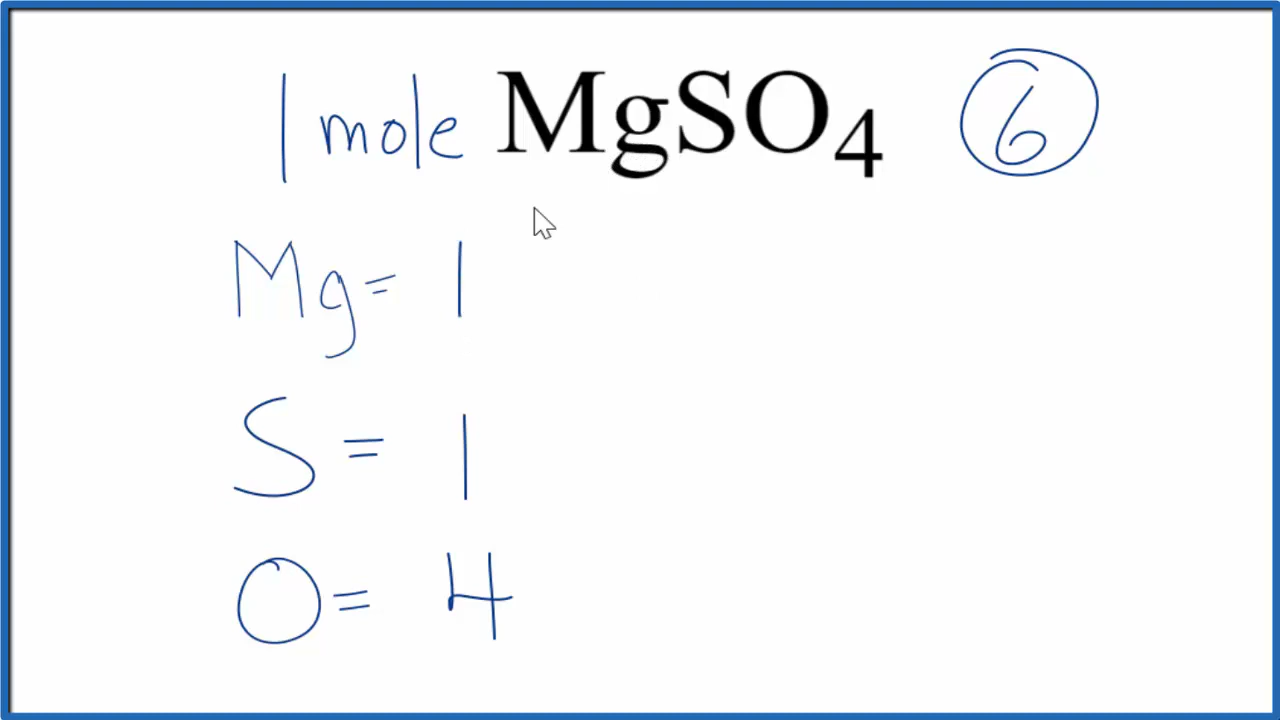 1 mole MgSO₄ 6
Mg= 1
S = 1
O= 4